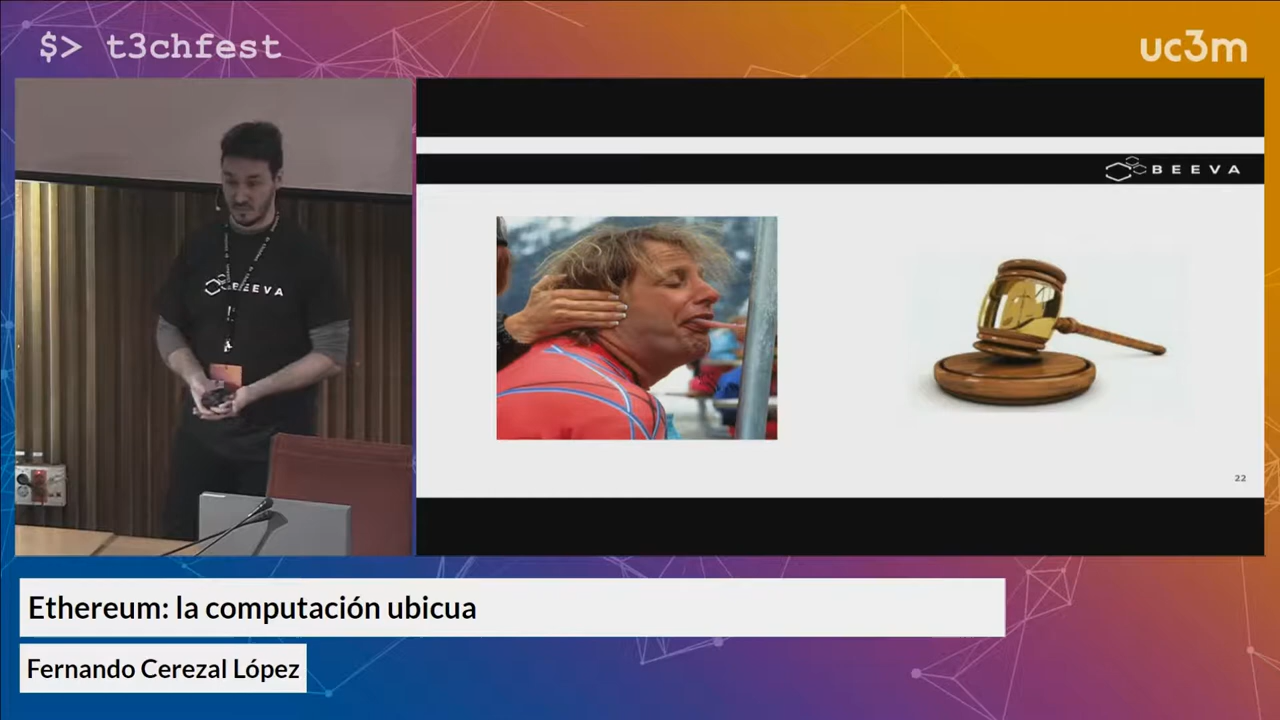 $> t3chfest
uc3m
BEEVA
BEEVA
22
Ethereum: la computación ubicua
Fernando Cerezal López